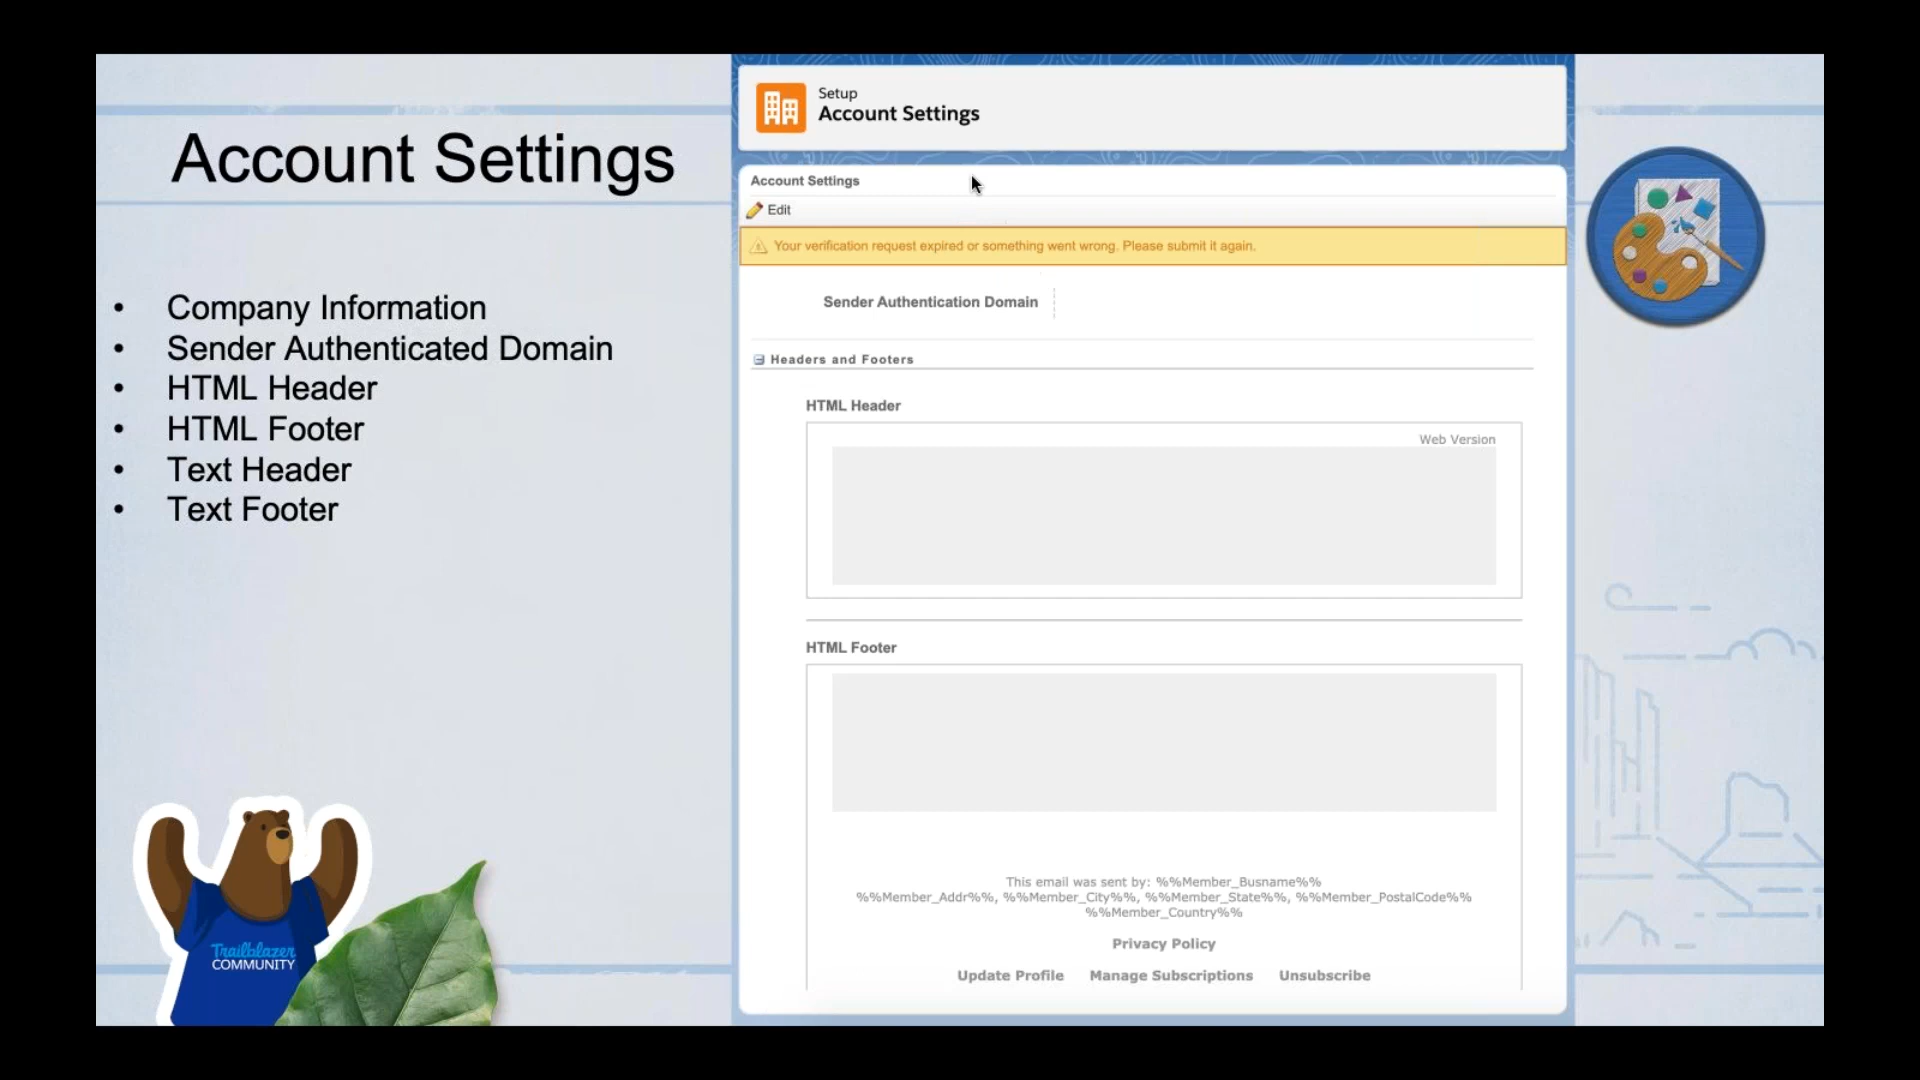 Account Settings
• Company Information
• Sender Authenticated Domain
• HTML Header
• HTML Footer
• Text Header
• Text Footer
Trailblazer
COMMUNITY
Setup
Account Settings
Account Settings
Edit
Your verification request expired or something went wrong. Please submit it again.
Sender Authentication Domain
Headers and Footers
HTML Header
Web Version
HTML Footer
This email was sent by: %%Member_Busname%%
%%Member_Addr%%, %%Member_City%%, %%Member_State%%, %%Member_PostalCode%%
%%Member_Country%%
Privacy Policy
Update Profile Manage Subscriptions Unsubscribe